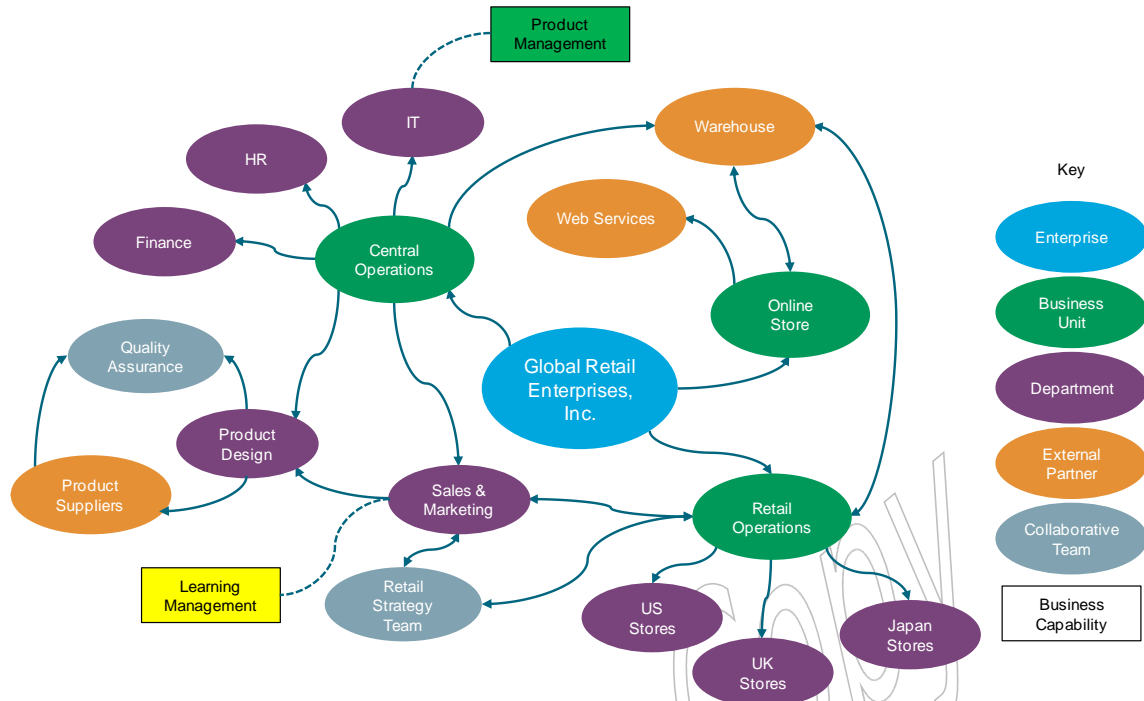 Product
Management
IT
Warehouse
HR
Key
Web Services
Enterprise
Finance
Central
Operations
Online
Store
Business
Unit
Quality
Assurance
Global Retail
Enterprises,
Inc.
Department
Product
Design
Product
Suppliers
Sales &
Marketing
Retail
Operations
External
Partner
Collaborative
Team
Learning
Management
Retail
Strategy
Team
US
Stores
UK
Stores
Japan
Stores
Business
Capability